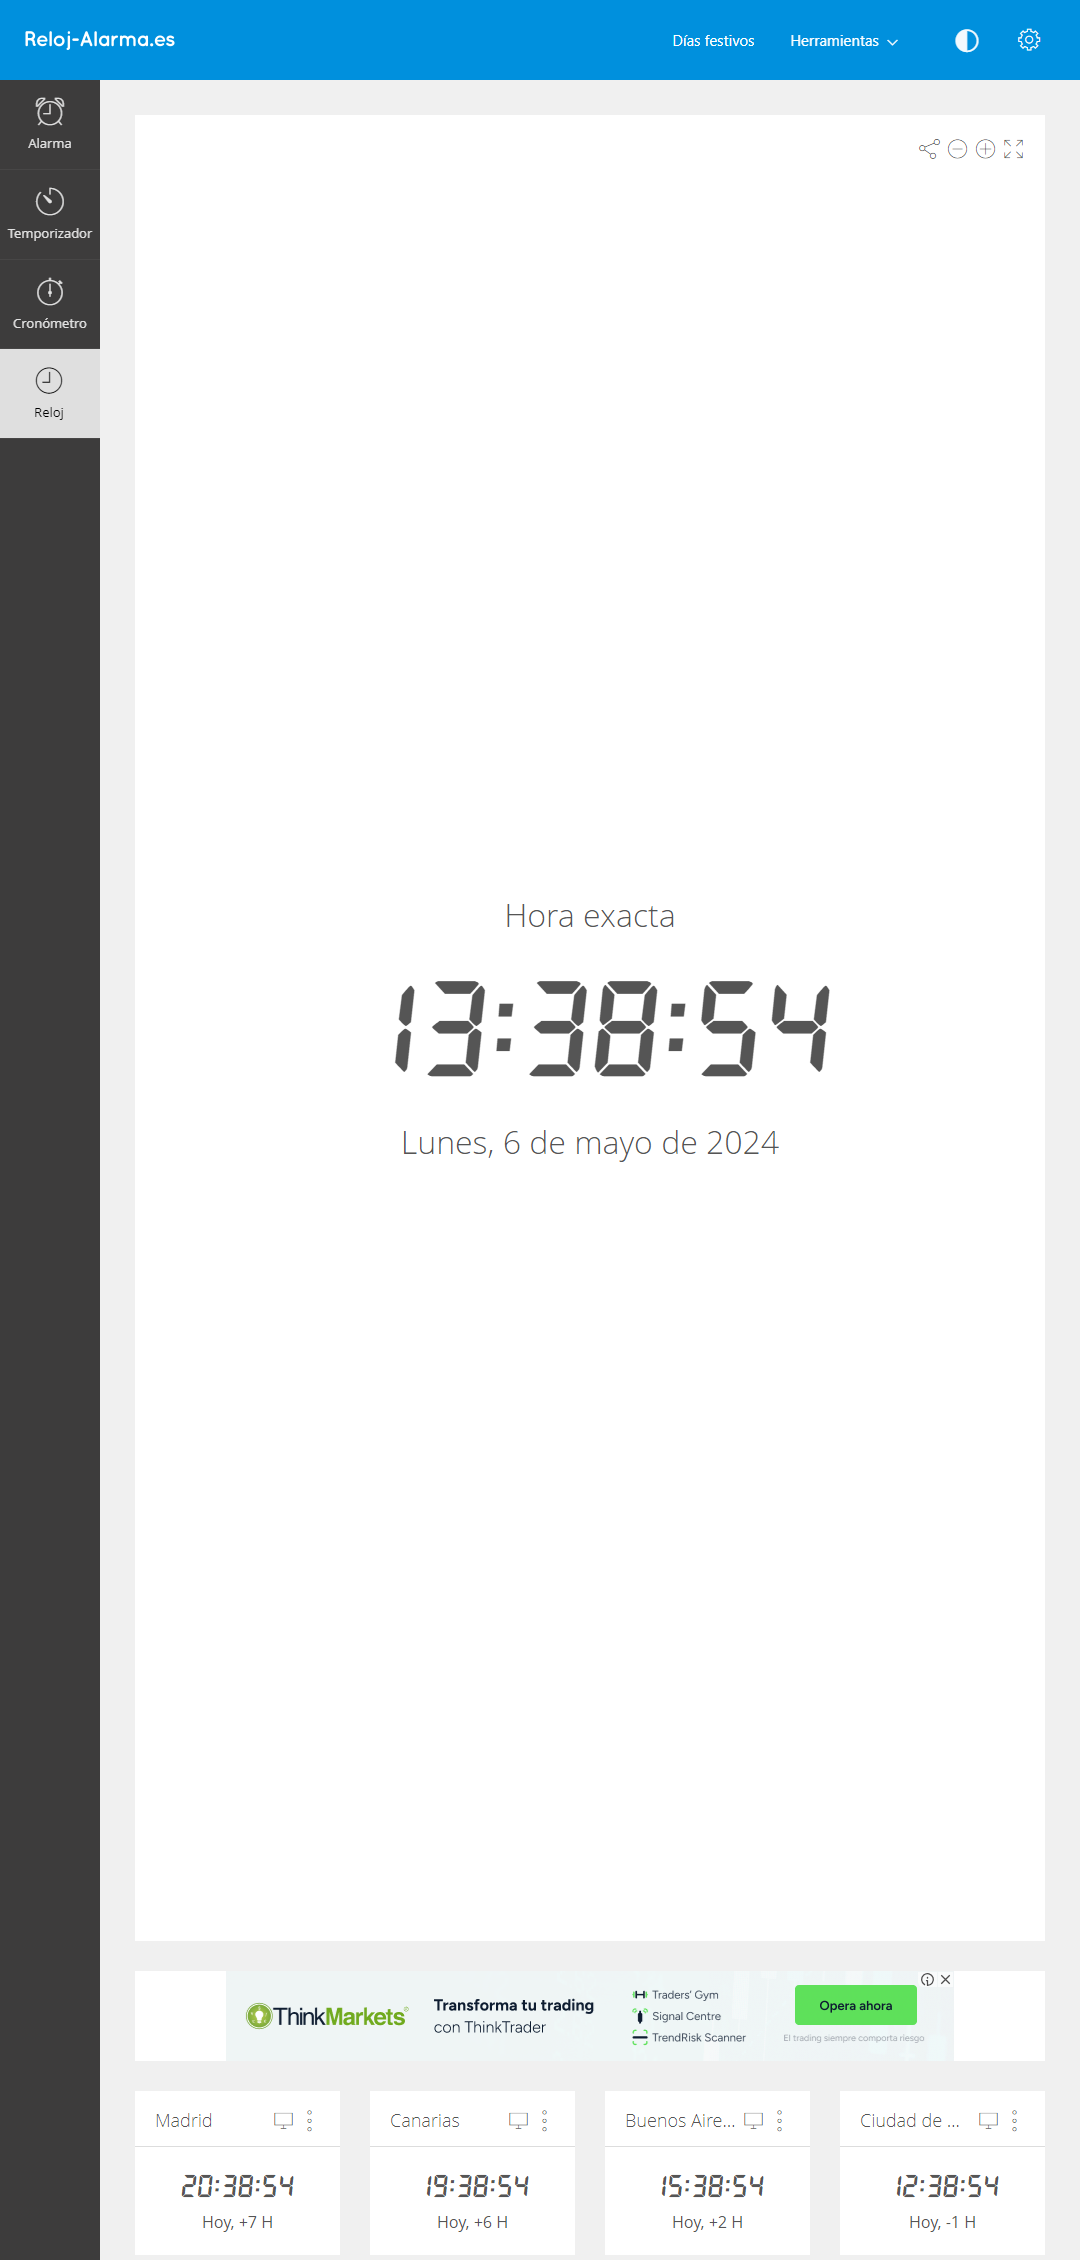 Reloj-Alarma.es
Días festivos
Herramientas
Alarma
Temporizador
Cronómetro
Reloj
Hora exacta
13:38:54
Lunes, 6 de mayo de 2024
ThinkMarkets
Transforma tu trading
con ThinkTrader
Traders' Gym
Signal Centre
TrendRisk Scanner
Opera ahora
El trading siempre comporta riesgo
Madrid
20:38:54
Hoy, +7 H
Canarias
19:38:54
Hoy, +6 H
Buenos Aire...
15:38:54
Hoy, +2 H
Ciudad de ...
12:38:54
Hoy, -1 H